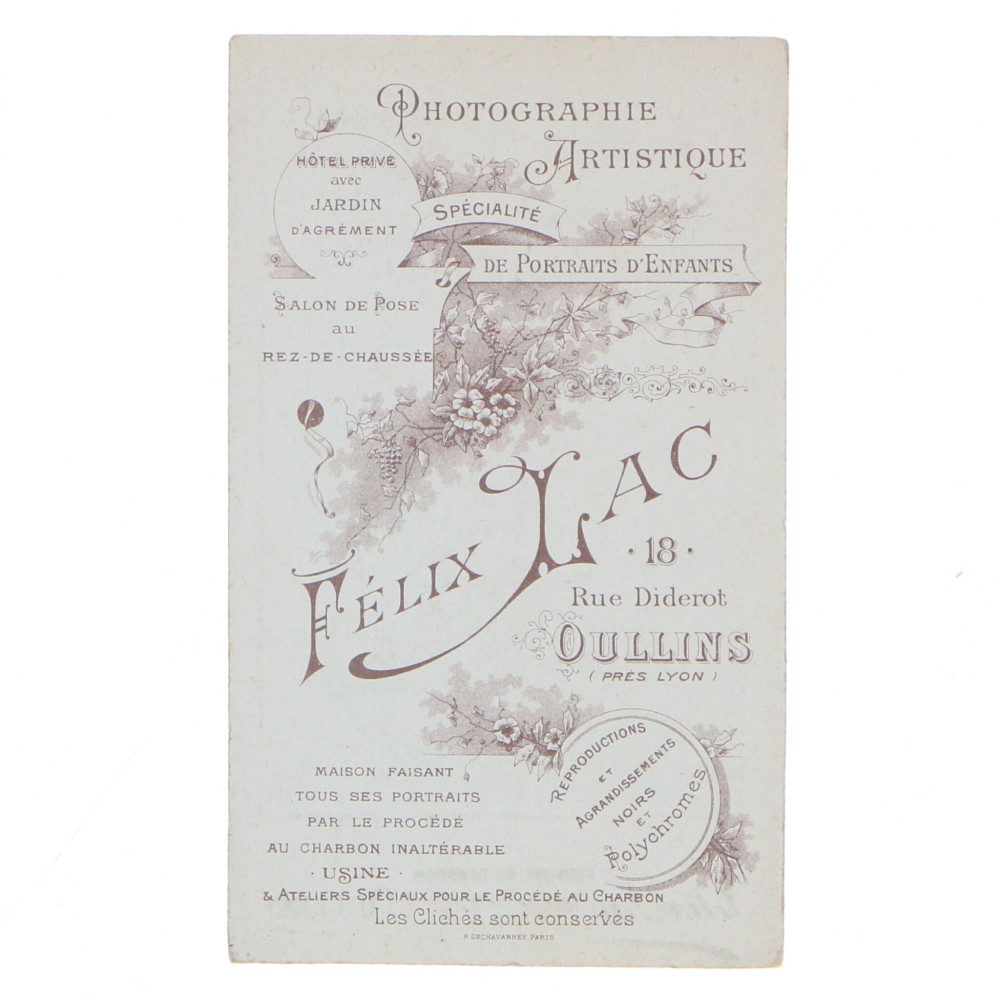 PHOTOGRAPHIE
ARTISTIQUE
HÔTEL PRIVÉ
avec
JARDIN
D'AGRÉMENT
SPÉCIALITÉ
DE PORTRAITS D'ENFANTS
SALON DE POSE
au
REZ-DE-CHAUSSÉE
FÉLIX LAC
· 18 ·
Rue Diderot
OULLINS
(PRÈS LYON)
REPRODUCTIONS
ET
AGRANDISSEMENTS
NOIRS
ET
Polychromes
MAISON FAISANT
TOUS SES PORTRAITS
PAR LE PROCÉDÉ
AU CHARBON INALTÉRABLE
· USINE ·
& ATELIERS SPÉCIAUX POUR LE PROCÉDÉ AU CHARBON
Les Clichés sont conservés
R. DECHAVANNES, PARIS